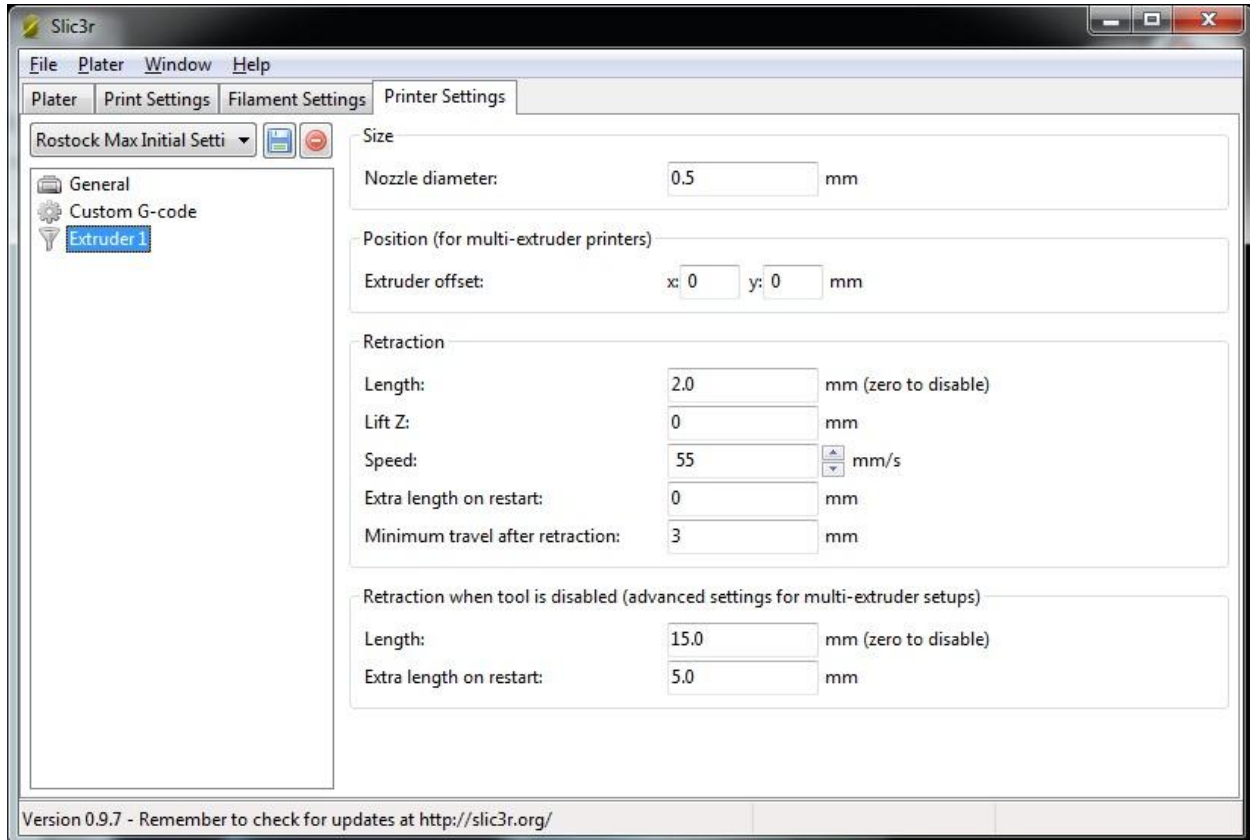 Slic3r
File Plater Window Help
Plater Print Settings Filament Settings Printer Settings
Rostock Max Initial Setti
General
Custom G-code
Extruder 1
Size
Nozzle diameter: 0.5 mm
Position (for multi-extruder printers)
Extruder offset: x: 0 y: 0 mm
Retraction
Length: 2.0 mm (zero to disable)
Lift Z: 0 mm
Speed: 55 mm/s
Extra length on restart: 0 mm
Minimum travel after retraction: 3 mm
Retraction when tool is disabled (advanced settings for multi-extruder setups)
Length: 15.0 mm (zero to disable)
Extra length on restart: 5.0 mm
Version 0.9.7 - Remember to check for updates at http://slic3r.org/